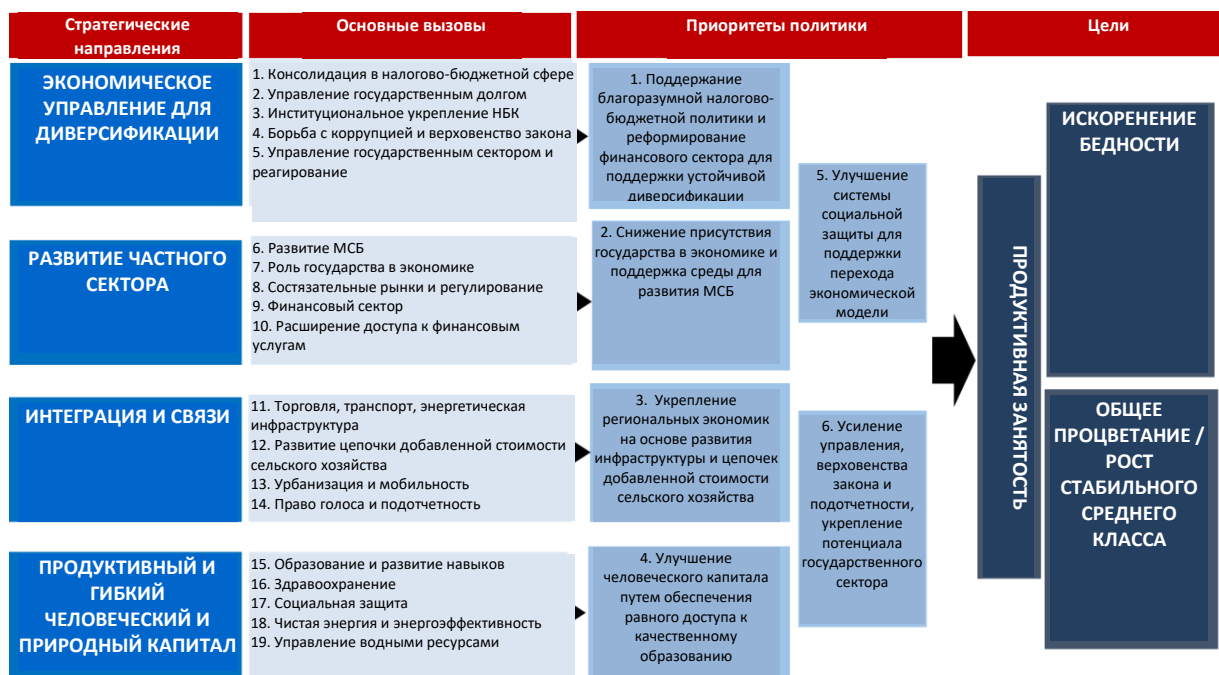 Стратегические
направления
Основные вызовы
Приоритеты политики
Цели
ЭКОНОМИЧЕСКОЕ
УПРАВЛЕНИЕ ДЛЯ
ДИВЕРСИФИКАЦИИ
1. Консолидация в налогово-бюджетной сфере
2. Управление государственным долгом
3. Институциональное укрепление НБК
4. Борьба с коррупцией и верховенство закона
5. Управление государственным сектором и
реагирование
1. Поддержание
благоразумной налогово-
бюджетной политики и
реформирование
финансового сектора для
поддержки устойчивой
диверсификации
РАЗВИТИЕ ЧАСТНОГО
СЕКТОРА
6. Развитие МСБ
7. Роль государства в экономике
8. Состязательные рынки и регулирование
9. Финансовый сектор
10. Расширение доступа к финансовым
услугам
2. Снижение присутствия
государства в экономике и
поддержка среды для
развития МСБ
ИНТЕГРАЦИЯ И СВЯЗИ
11. Торговля, транспорт, энергетическая
инфраструктура
12. Развитие цепочки добавленной стоимости
сельского хозяйства
13. Урбанизация и мобильность
14. Право голоса и подотчетность
3. Укрепление
региональных экономик
на основе развития
инфраструктуры и цепочек
добавленной стоимости
сельского хозяйства
ПРОДУКТИВНЫЙ И
ГИБКИЙ
ЧЕЛОВЕЧЕСКИЙ И
ПРИРОДНЫЙ КАПИТАЛ
15. Образование и развитие навыков
16. Здравоохранение
17. Социальная защита
18. Чистая энергия и энергоэффективность
19. Управление водными ресурсами
4. Улучшение
человеческого капитала
путем обеспечения
равного доступа к
качественному
образованию
5. Улучшение
системы
социальной
защиты для
поддержки
перехода
экономической
модели
6. Усиление
управления,
верховенства
закона и
подотчетности,
укрепление
потенциала
государственного
сектора
ПРОДУКТИВНАЯ ЗАНЯТОСТЬ
ИСКОРЕНЕНИЕ
БЕДНОСТИ
ОБЩЕЕ
ПРОЦВЕТАНИЕ /
РОСТ
СТАБИЛЬНОГО
СРЕДНЕГО
КЛАССА